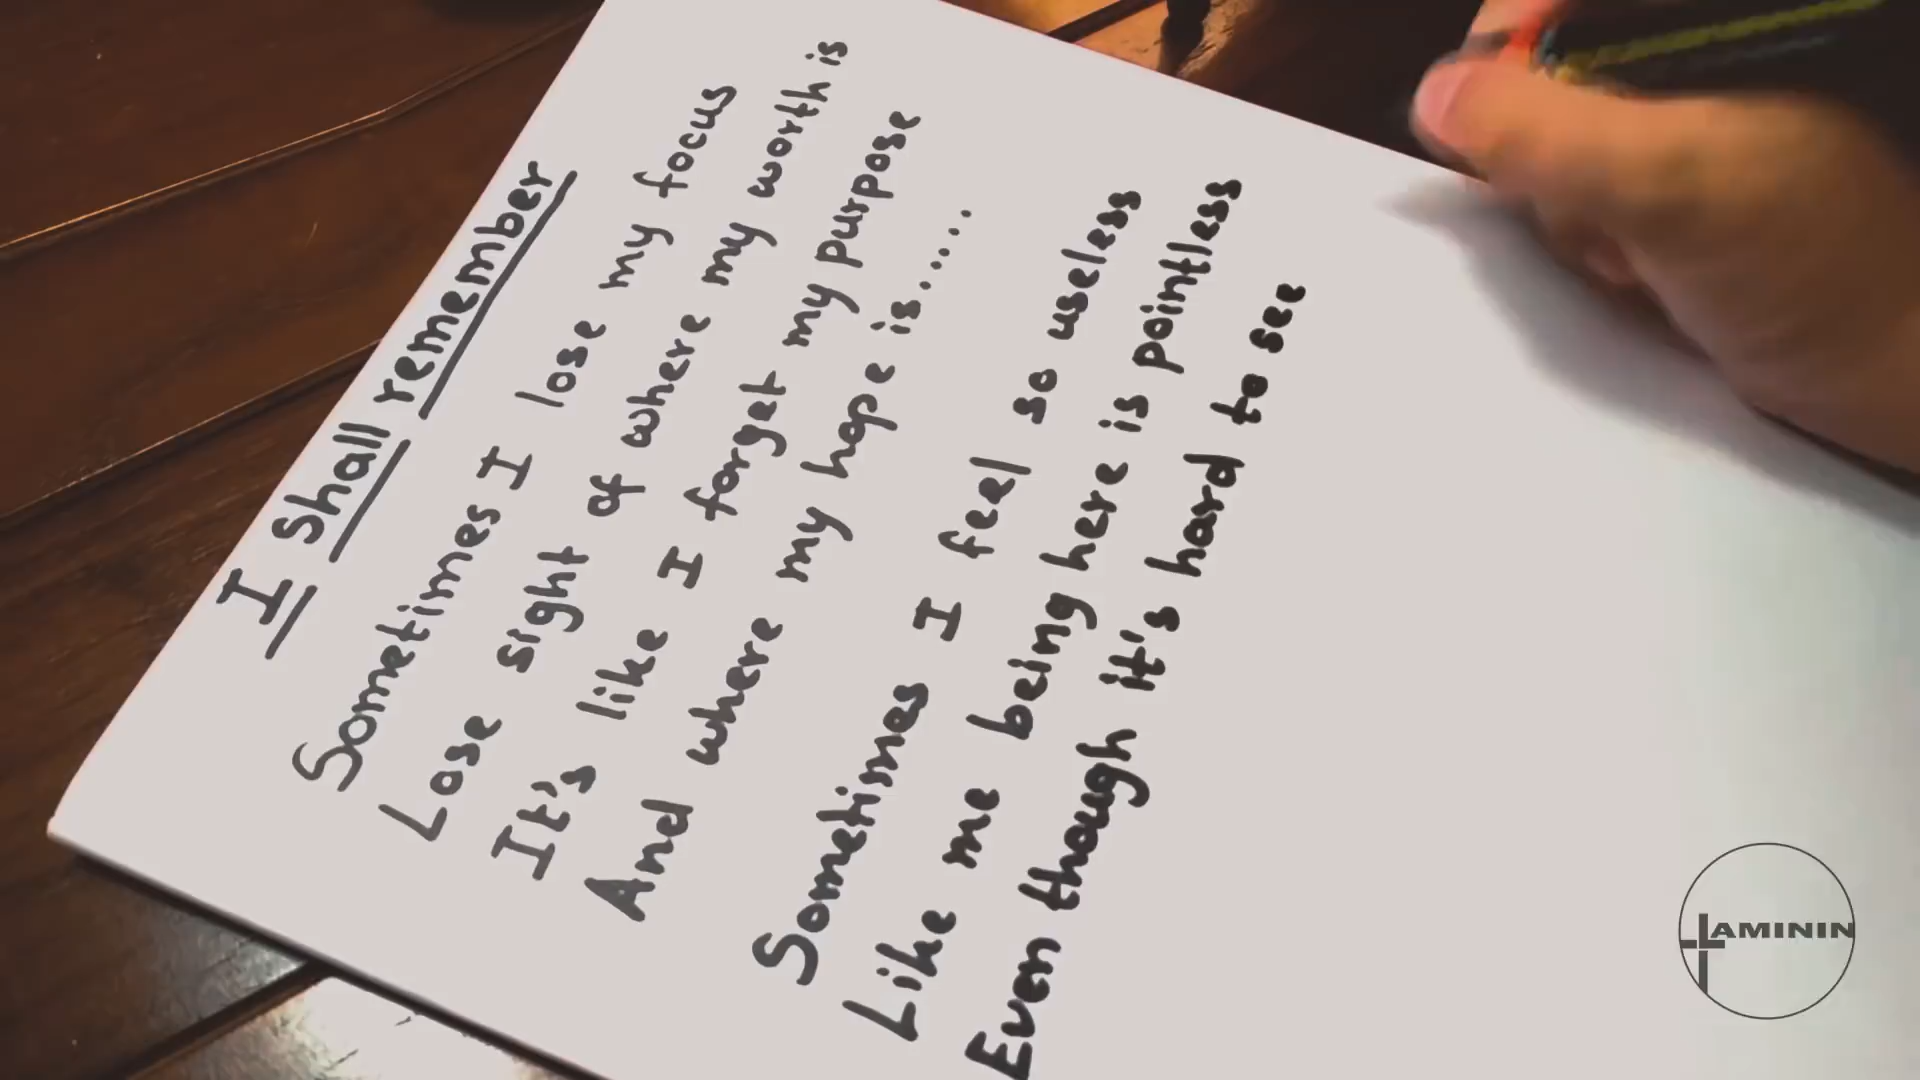 I shall remember
Sometimes I lose my focus
Lose sight of where my worth is
It's like I forget my purpose
And where my hope is......
Sometimes I feel so useless
Like me being here is pointless
Even though it's hard to see
LAMININ